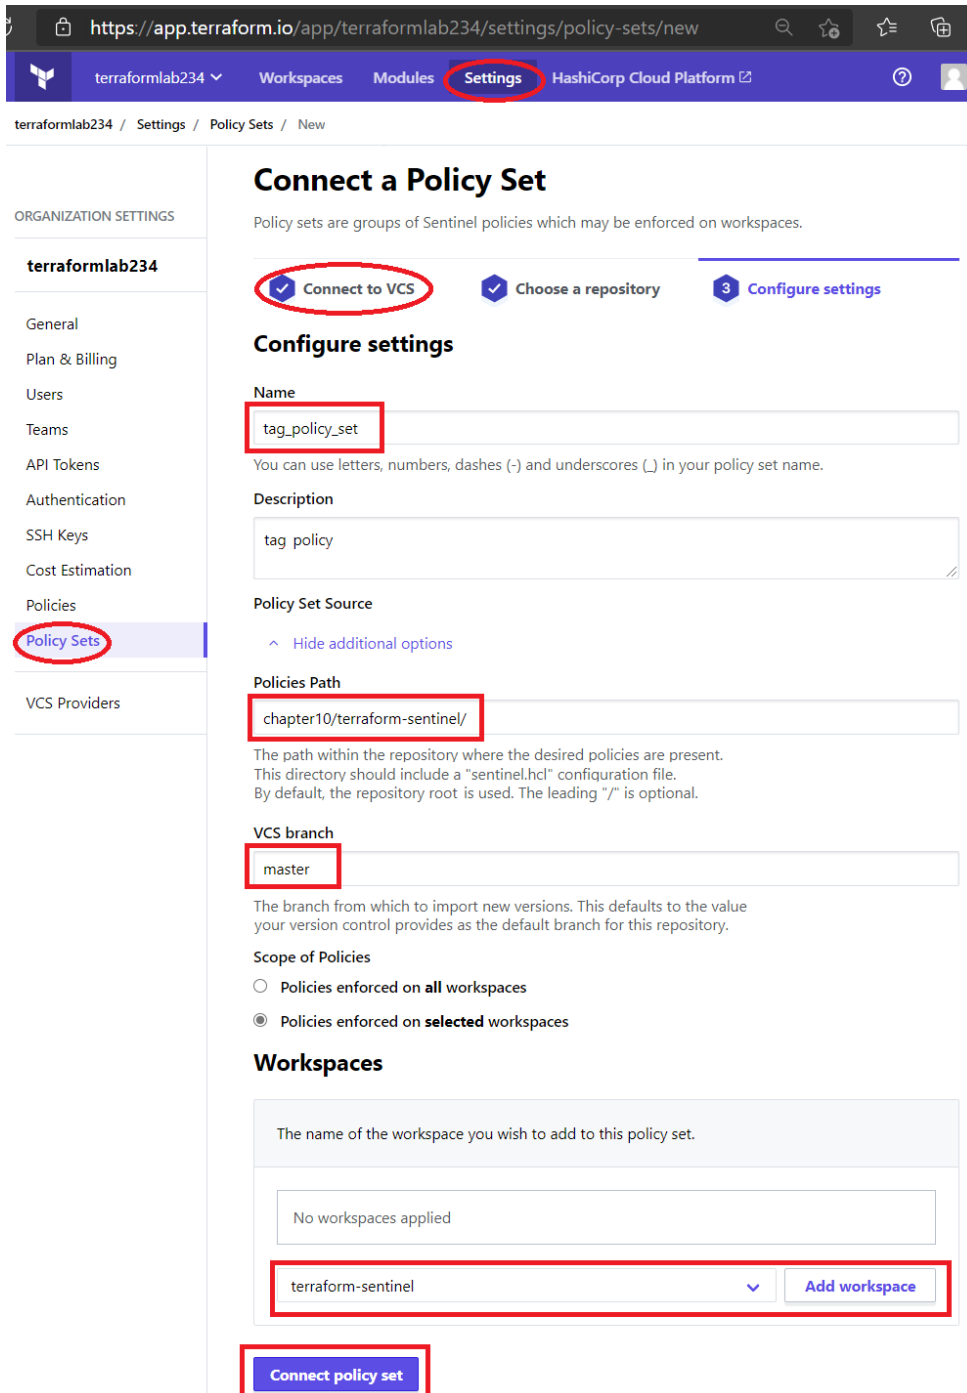 https://app.terraform.io/app/terraformlab234/settings/policy-sets/new
terraformlab234 Workspaces Modules Settings HashiCorp Cloud Platform
terraformlab234 / Settings / Policy Sets / New
ORGANIZATION SETTINGS
terraformlab234
General
Plan & Billing
Users
Teams
API Tokens
Authentication
SSH Keys
Cost Estimation
Policies
Policy Sets
VCS Providers
Connect a Policy Set
Policy sets are groups of Sentinel policies which may be enforced on workspaces.
Connect to VCS
Choose a repository
3 Configure settings
Configure settings
Name
tag_policy_set
You can use letters, numbers, dashes (-) and underscores (_) in your policy set name.
Description
tag policy
Policy Set Source
Hide additional options
Policies Path
chapter10/terraform-sentinel/
The path within the repository where the desired policies are present.
This directory should include a "sentinel.hcl" configuration file.
By default, the repository root is used. The leading "/" is optional.
VCS branch
master
The branch from which to import new versions. This defaults to the value
your version control provides as the default branch for this repository.
Scope of Policies
Policies enforced on all workspaces
Policies enforced on selected workspaces
Workspaces
The name of the workspace you wish to add to this policy set.
No workspaces applied
terraform-sentinel
Add workspace
Connect policy set